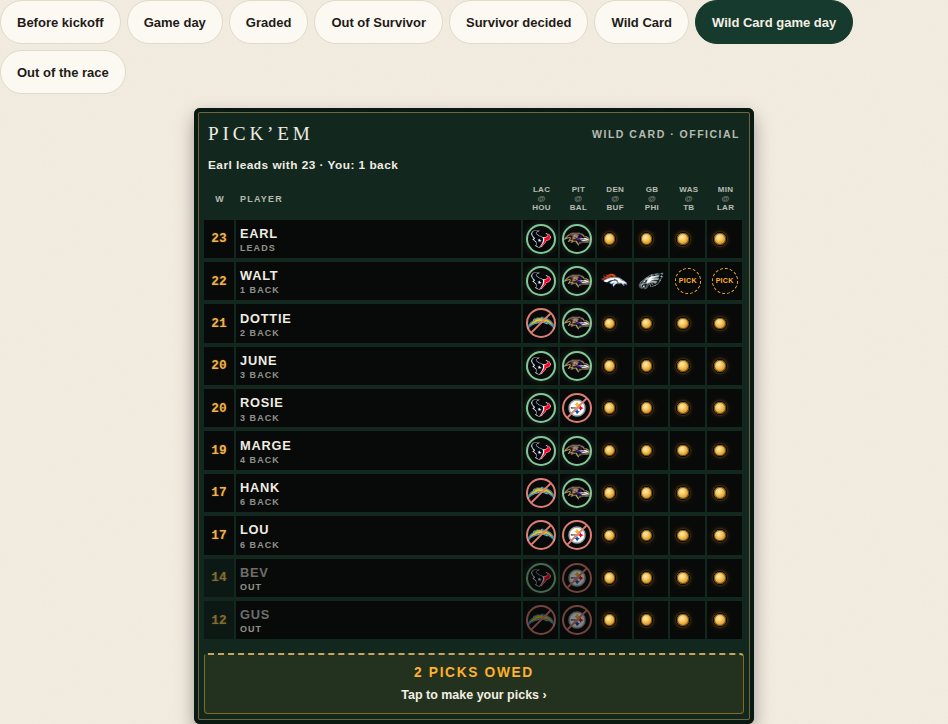 Before kickoff
Game day
Graded
Out of Survivor
Survivor decided
Wild Card
Wild Card game day
Out of the race
PICK’EM
WILD CARD · OFFICIAL
Earl leads with 23 · You: 1 back
W PLAYER LAC @ HOU PIT @ BAL DEN @ BUF GB @ PHI WAS @ TB MIN @ LAR
23 EARL
LEADS
22 WALT PICK PICK
1 BACK
21 DOTTIE
2 BACK
20 JUNE
3 BACK
20 ROSIE
3 BACK
19 MARGE
4 BACK
17 HANK
6 BACK
17 LOU
6 BACK
14 BEV
OUT
12 GUS
OUT
2 PICKS OWED
Tap to make your picks ›